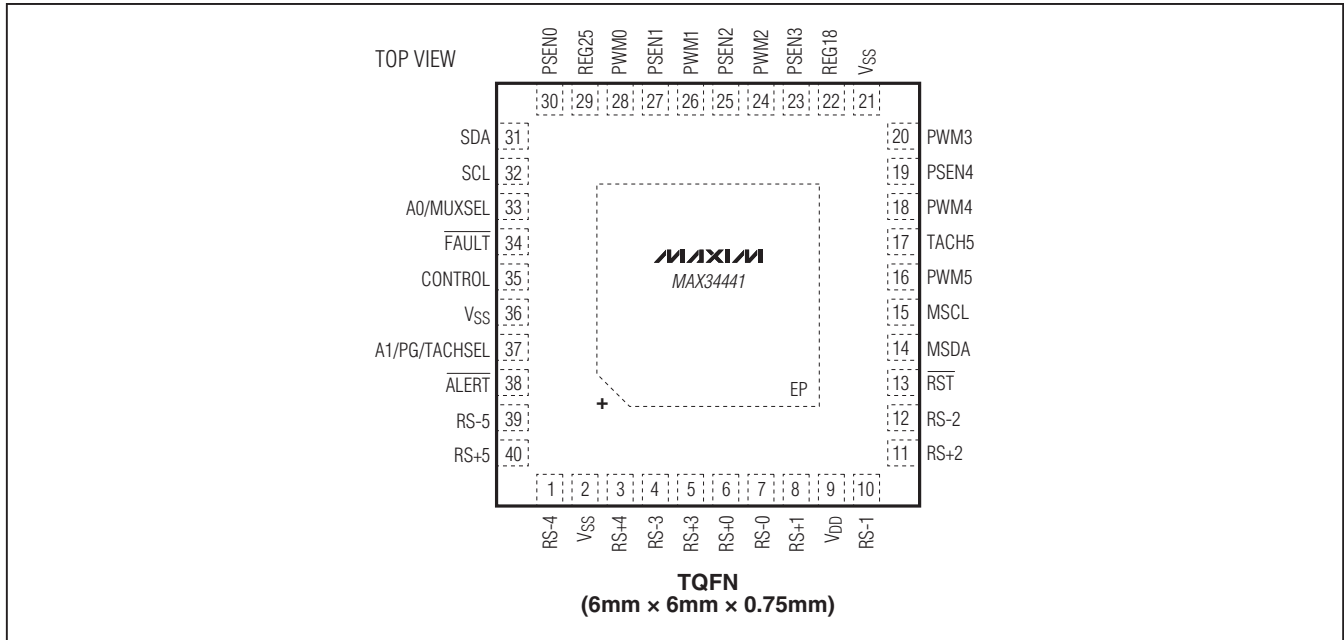 TOP VIEW
PSEN0 REG25 PWM0 PSEN1 PWM1 PSEN2 PWM2 PSEN3 REG18 VSS
30 29 28 27 26 25 24 23 22 21
SDA 31 20 PWM3
SCL 32 19 PSEN4
A0/MUXSEL 33 18 PWM4
FAULT 34 17 TACH5
CONTROL 35 16 PWM5
VSS 36 15 MSCL
A1/PG/TACHSEL 37 14 MSDA
ALERT 38 13 RST
RS-5 39 12 RS-2
RS+5 40 11 RS+2
MAXIM
MAX34441
EP
+
1 2 3 4 5 6 7 8 9 10
RS-4 VSS RS+4 RS-3 RS+3 RS+0 RS-0 RS+1 VDD RS-1
TQFN
(6mm × 6mm × 0.75mm)